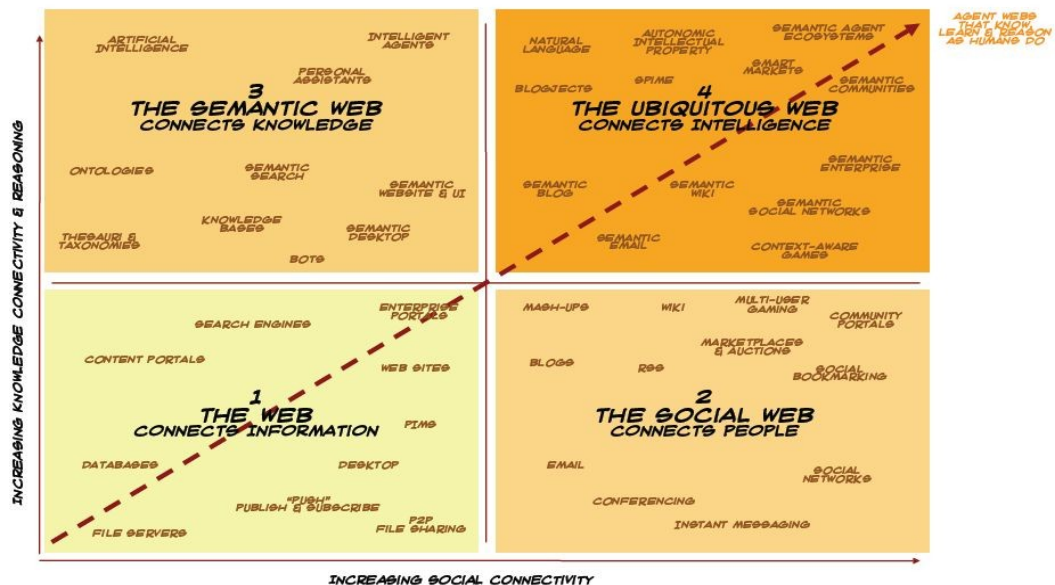 AGENT WEBS
THAT KNOW,
LEARN & REASON
AS HUMANS DO
INCREASING KNOWLEDGE CONNECTIVITY & REASONING
ARTIFICIAL
INTELLIGENCE
INTELLIGENT
AGENTS
PERSONAL
ASSISTANTS
3
THE SEMANTIC WEB
CONNECTS KNOWLEDGE
ONTOLOGIES
SEMANTIC
SEARCH
SEMANTIC
WEBSITE & UI
THESAURI &
TAXONOMIES
KNOWLEDGE
BASES
SEMANTIC
DESKTOP
BOTS
NATURAL
LANGUAGE
AUTONOMIC
INTELLECTUAL
PROPERTY
SEMANTIC AGENT
ECOSYSTEMS
SMART
MARKETS
BLOGJECTS
SPIME
SEMANTIC
COMMUNITIES
4
THE UBIQUITOUS WEB
CONNECTS INTELLIGENCE
SEMANTIC
ENTERPRISE
SEMANTIC
BLOG
SEMANTIC
WIKI
SEMANTIC
SOCIAL NETWORKS
SEMANTIC
EMAIL
CONTEXT-AWARE
GAMES
ENTERPRISE
PORTALS
SEARCH ENGINES
CONTENT PORTALS
WEB SITES
1
THE WEB
CONNECTS INFORMATION
PIMS
DATABASES
DESKTOP
"PUSH"
PUBLISH & SUBSCRIBE
FILE SERVERS
P2P
FILE SHARING
MASH-UPS
WIKI
MULTI-USER
GAMING
COMMUNITY
PORTALS
MARKETPLACES
& AUCTIONS
BLOGS
RSS
SOCIAL
BOOKMARKING
2
THE SOCIAL WEB
CONNECTS PEOPLE
EMAIL
SOCIAL
NETWORKS
CONFERENCING
INSTANT MESSAGING
INCREASING SOCIAL CONNECTIVITY